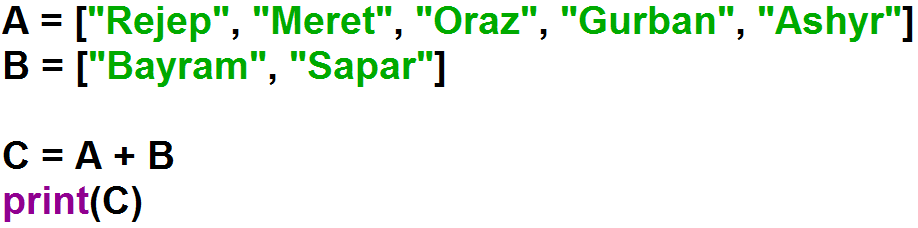 A = ["Rejep", "Meret", "Oraz", "Gurban", "Ashyr"]
B = ["Bayram", "Sapar"]
C = A + B
print(C)